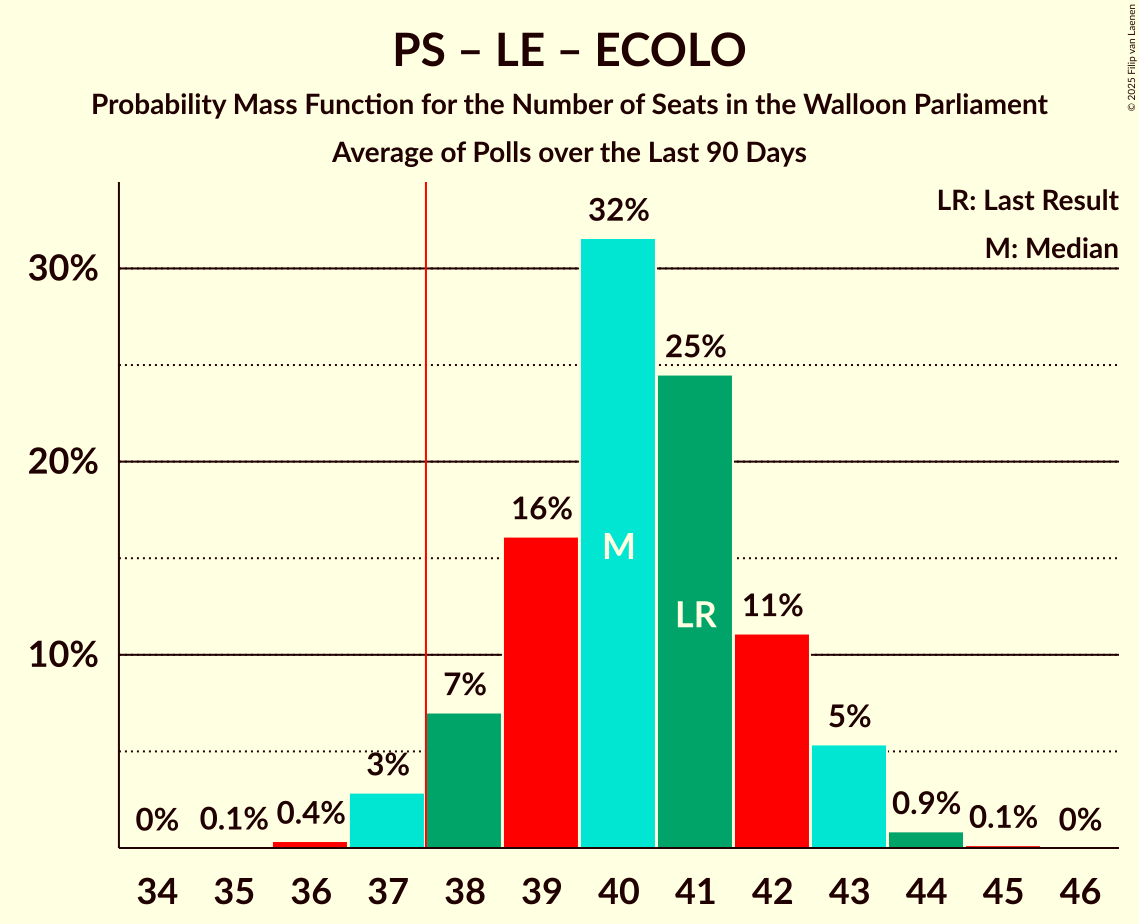 PS – LE – ECOLO
Probability Mass Function for the Number of Seats in the Walloon Parliament
Average of Polls over the Last 90 Days
© 2025 Filip van Laenen
LR: Last Result
M: Median
30%
20%
10%
0%
0.1%
0.4%
3%
7%
16%
32%
25%
11%
5%
0.9%
0.1%
0%
M
LR
34 35 36 37 38 39 40 41 42 43 44 45 46